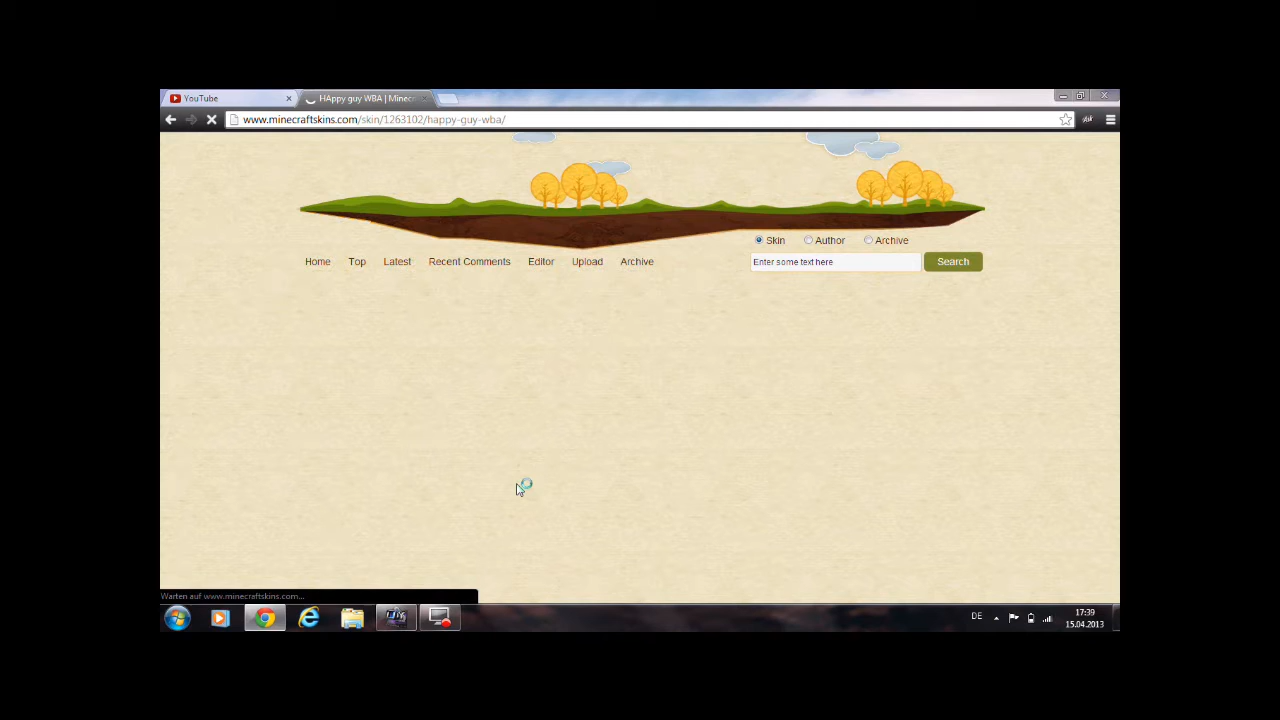 YouTube
HAppy guy WBA | Minecr
www.minecraftskins.com/skin/1263102/happy-guy-wba/
Skin Author Archive
Home Top Latest Recent Comments Editor Upload Archive
Enter some text here Search
Warten auf www.minecraftskins.com...
DE
17:39
15.04.2013